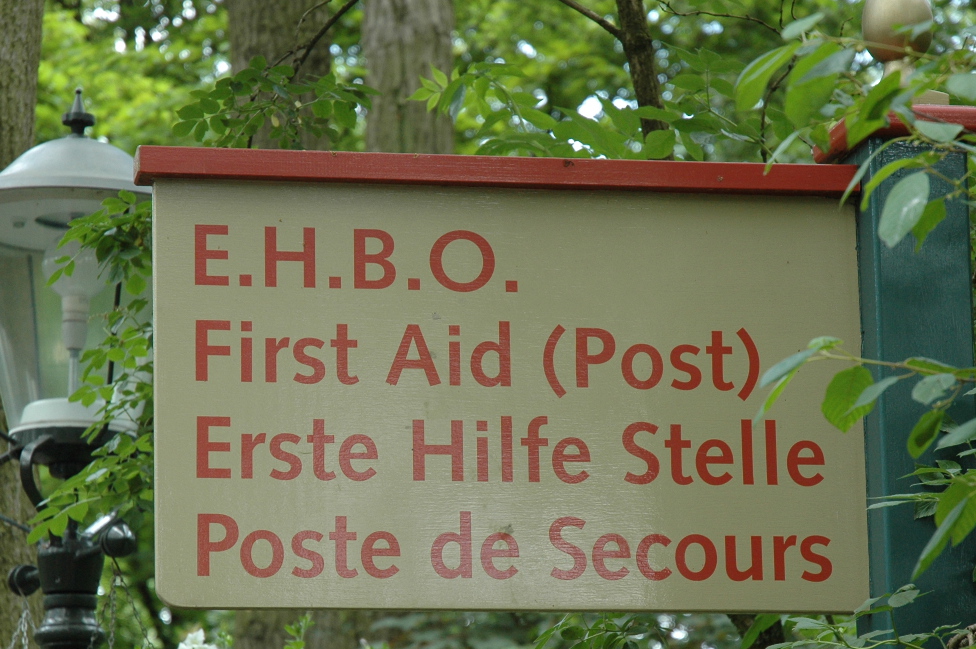 E.H.B.O.
First Aid (Post)
Erste Hilfe Stelle
Poste de Secours